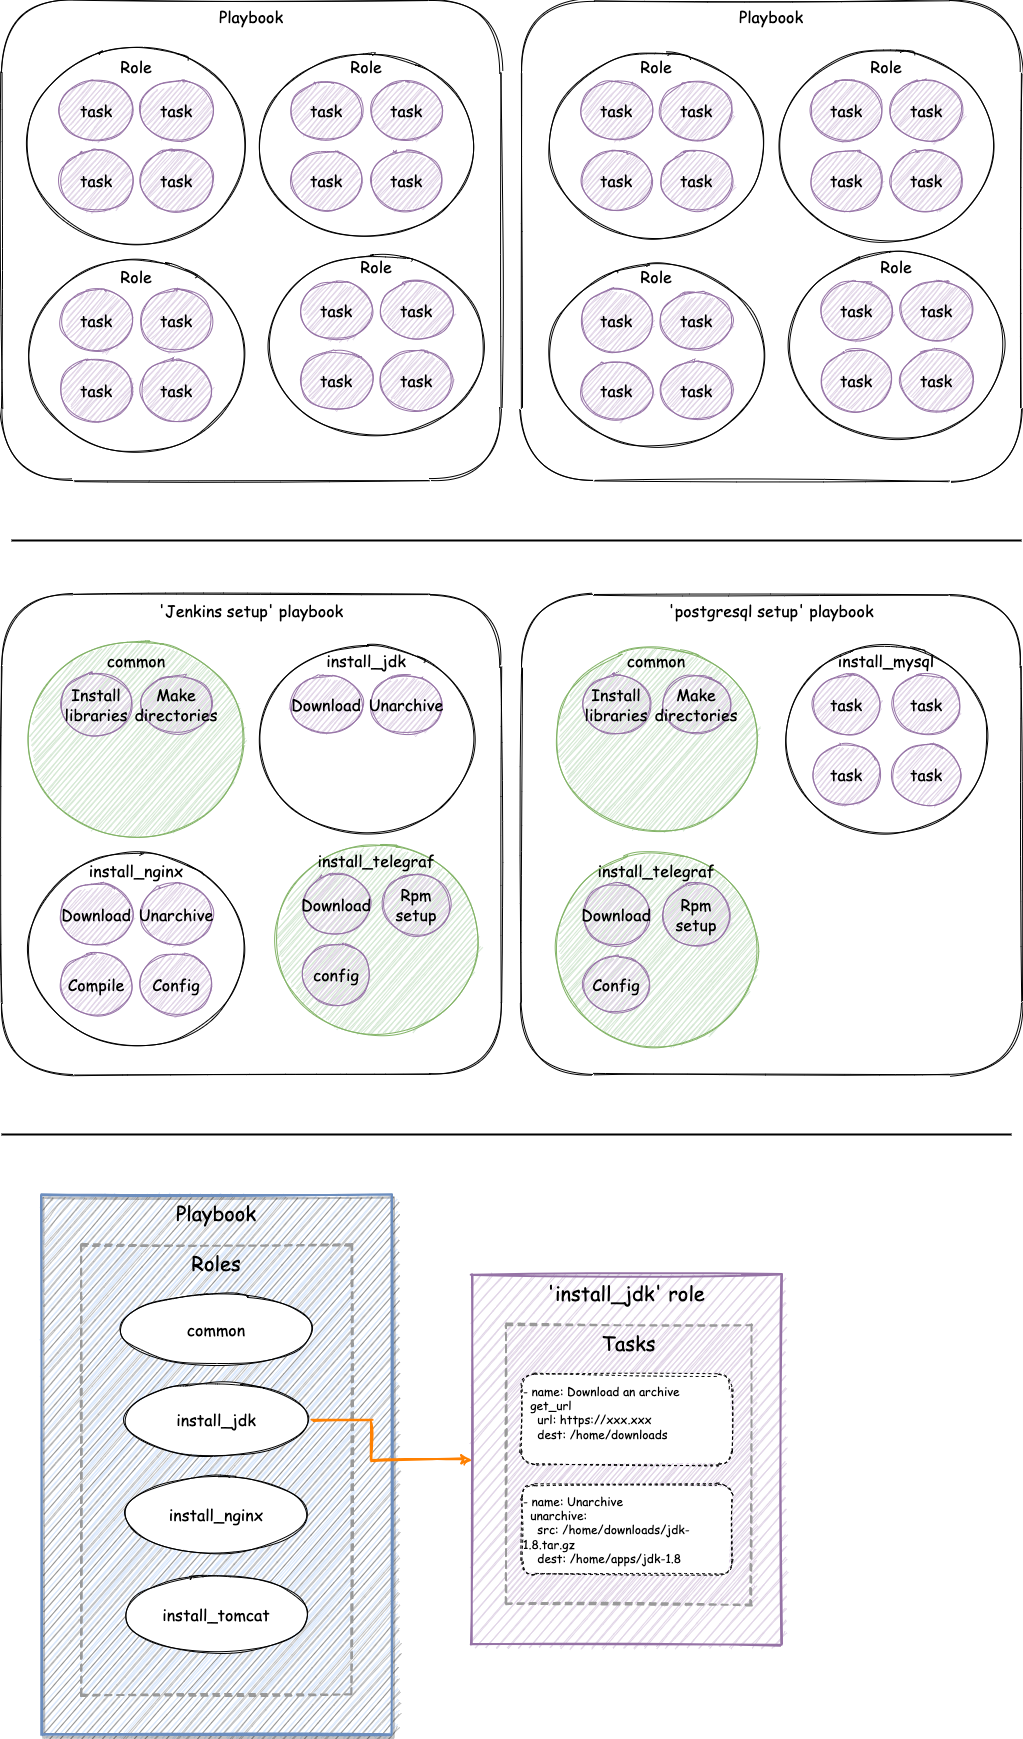 Playbook
Role
task task
task task
Role
task task
task task
Role
task task
task task
Role
task task
task task
Playbook
Role
task task
task task
Role
task task
task task
Role
task task
task task
Role
task task
task task
'Jenkins setup' playbook
common
Install
libraries
Make
directories
install_jdk
Download Unarchive
install_nginx
Download Unarchive
Compile Config
install_telegraf
Download
Rpm
setup
config
'postgresql setup' playbook
common
Install
libraries
Make
directories
install_mysql
task task
task task
install_telegraf
Download
Rpm
setup
Config
Playbook
Roles
common
install_jdk
install_nginx
install_tomcat
'install_jdk' role
Tasks
- name: Download an archive
get_url
url: https://xxx.xxx
dest: /home/downloads
- name: Unarchive
unarchive:
src: /home/downloads/jdk-
1.8.tar.gz
dest: /home/apps/jdk-1.8